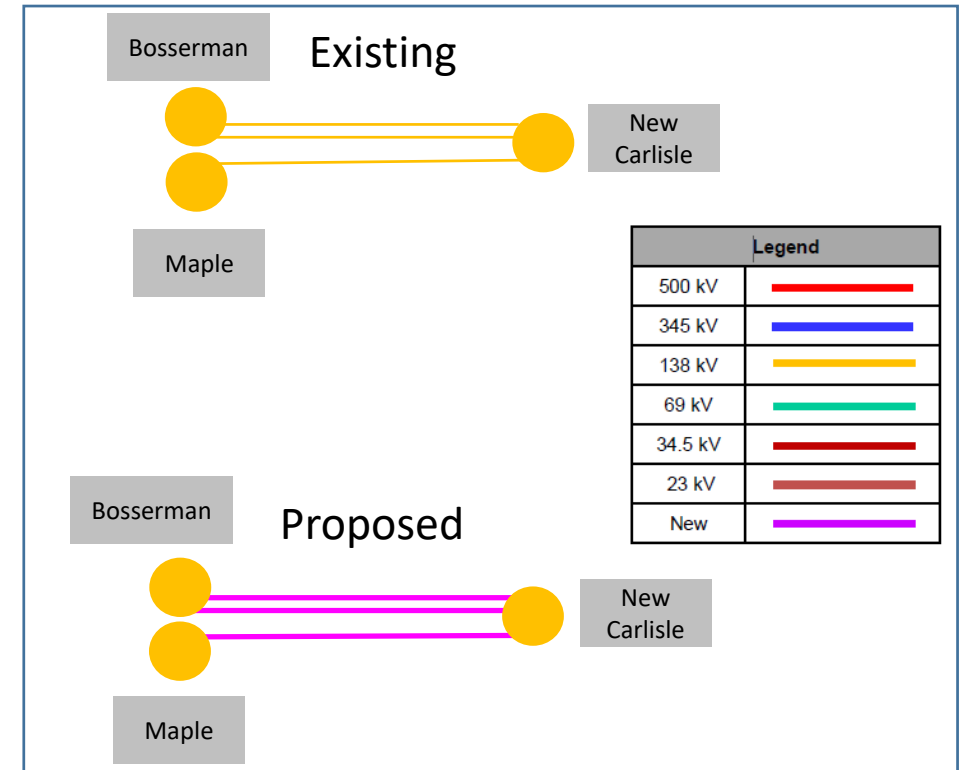 Bosserman
Existing
New
Carlisle
Maple
Legend
500 kV
345 kV
138 kV
69 kV
34.5 kV
23 kV
New
Bosserman
Proposed
New
Carlisle
Maple